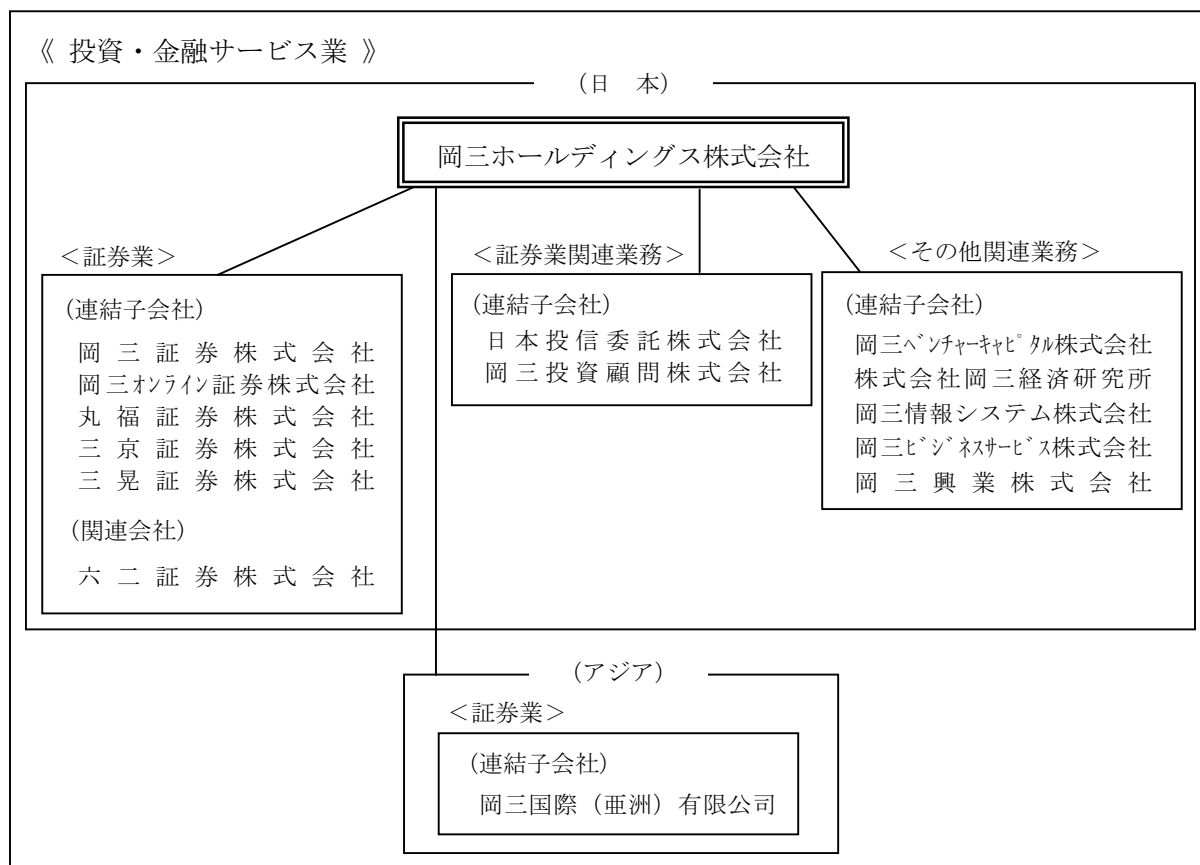 《 投資・金融サービス業 》
(日　本)
岡三ホールディングス株式会社
＜証券業＞
(連結子会社)
岡三証券株式会社
岡三ｵﾝﾗｲﾝ証券株式会社
丸福証券株式会社
三京証券株式会社
三晃証券株式会社
(関連会社)
六二証券株式会社
＜証券業関連業務＞
(連結子会社)
日本投信委託株式会社
岡三投資顧問株式会社
＜その他関連業務＞
(連結子会社)
岡三ﾍﾞﾝﾁｬｰｷｬﾋﾟﾀﾙ株式会社
株式会社岡三経済研究所
岡三情報システム株式会社
岡三ﾋﾞｼﾞﾈｽｻｰﾋﾞｽ株式会社
岡三興業株式会社
(アジア)
＜証券業＞
(連結子会社)
岡三国際（亜洲）有限公司